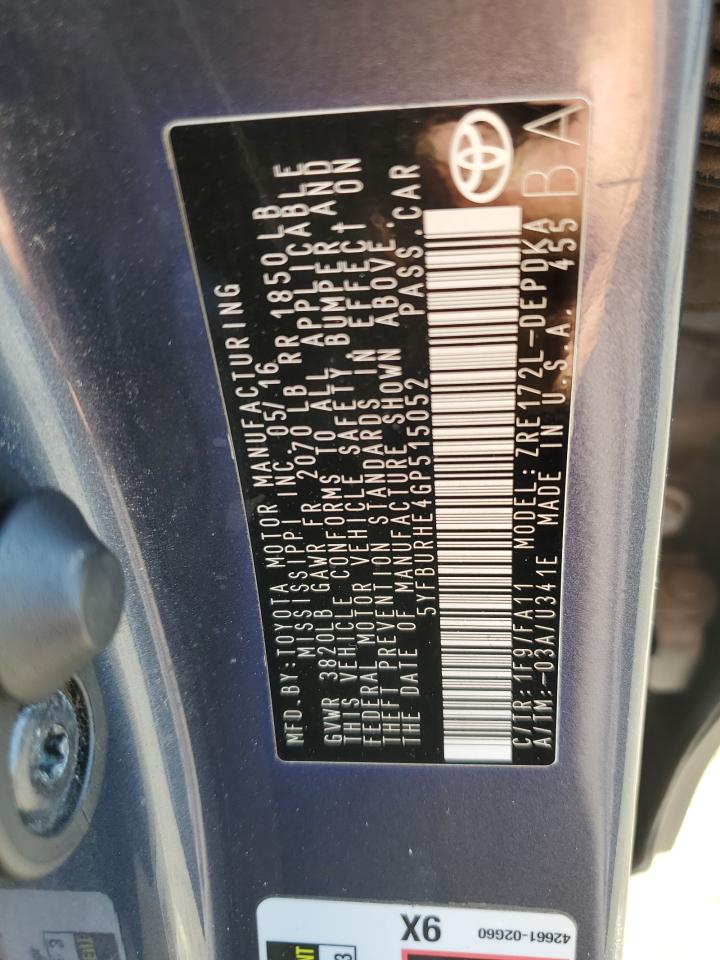 MFD.BY:TOYOTA MOTOR MANUFACTURING
MISSISSIPPI INC.05/16
GVWR 3820LB GAWR FR 2070 LB RR 1850LB
THIS VEHICLE CONFORMS TO ALL APPLICABLE
FEDERAL MOTOR VEHICLE SAFETY BUMPER AND
THEFT PREVENTION STANDARDS IN EFFECT ON
THE DATE OF MANUFACTURE SHOWN ABOVE.
5YFBURHE4GP515052 PASS.CAR
C/TR: 1F9/FA11 MODEL: ZRE172L-DEPDKA
A/TM:-03A/U341E MADE IN U.S.A. 455
BA
9X
42661-02G60